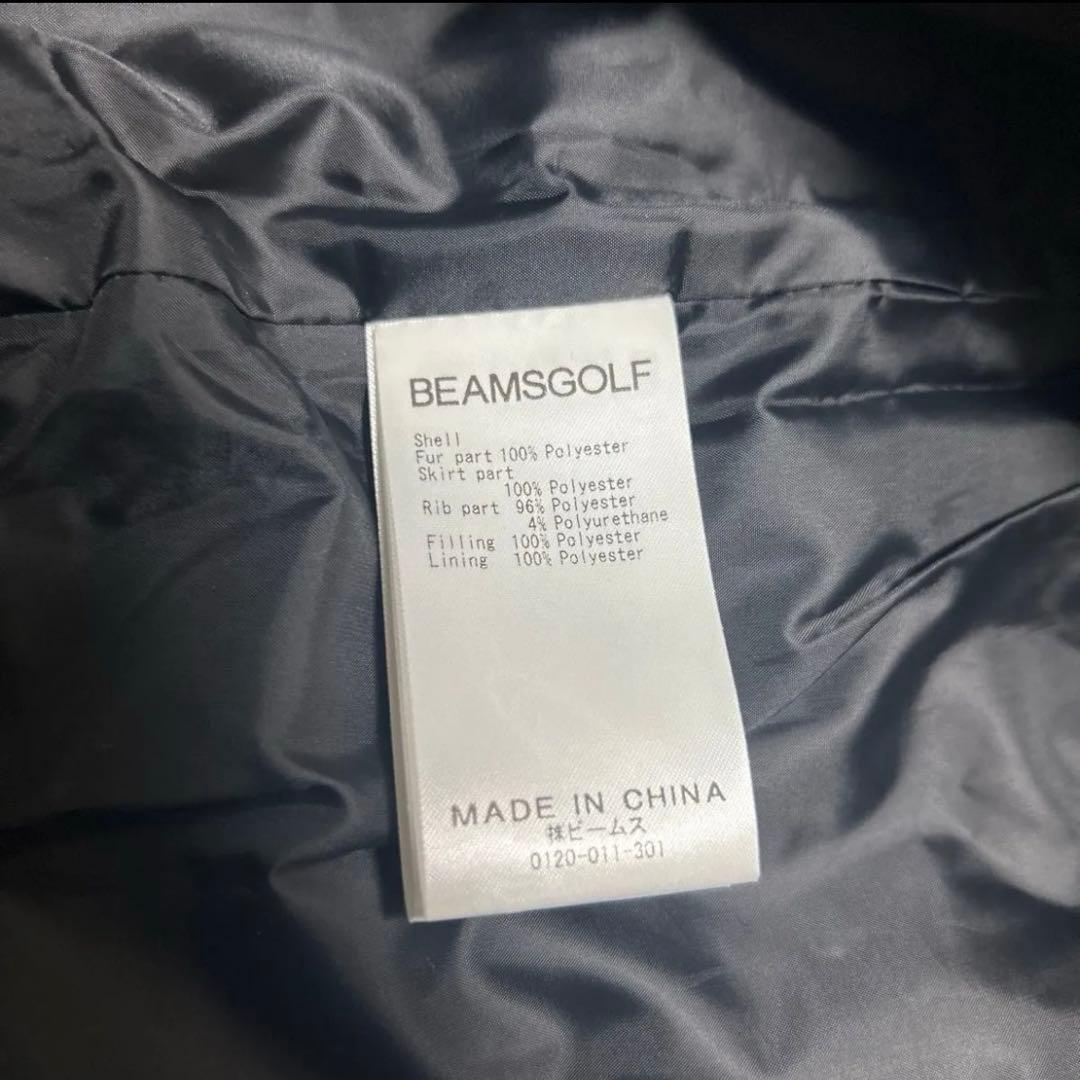 BEAMSGOLF
Shell
Fur part 100% Polyester
Skirt part
100% Polyester
Rib part 96% Polyester
4% Polyurethane
Filling 100% Polyester
Lining 100% Polyester
MADE IN CHINA
㈱ビームス
0120-011-301